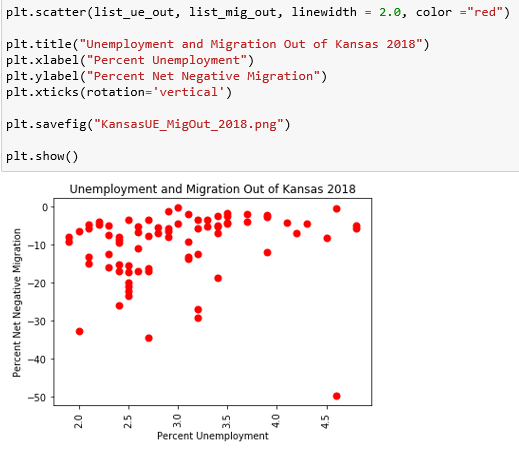 plt.scatter(list_ue_out, list_mig_out, linewidth = 2.0, color ="red")
plt.title("Unemployment and Migration Out of Kansas 2018")
plt.xlabel("Percent Unemployment")
plt.ylabel("Percent Net Negative Migration")
plt.xticks(rotation='vertical')
plt.savefig("KansasUE_MigOut_2018.png")
plt.show()
Unemployment and Migration Out of Kansas 2018
Percent Net Negative Migration
0
−10
−20
−30
−40
−50
2.0 2.5 3.0 3.5 4.0 4.5
Percent Unemployment